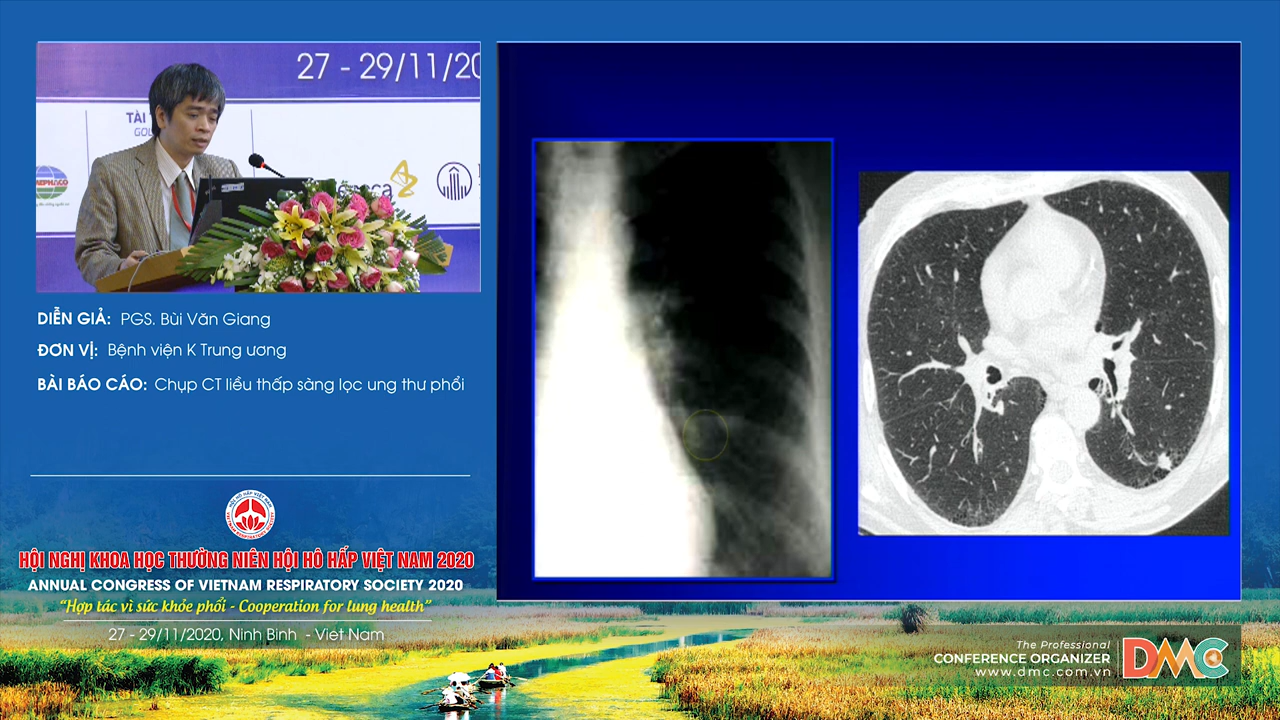 27 - 29/11/20
TÀI
DIỄN GIẢ: PGS. Bùi Văn Giang
ĐƠN VỊ: Bệnh viện K Trung ương
BÀI BÁO CÁO: Chụp CT liều thấp sàng lọc ung thư phổi
HỘI NGHỊ KHOA HỌC THƯỜNG NIÊN HỘI HÔ HẤP VIỆT NAM 2020
ANNUAL CONGRESS OF VIETNAM RESPIRATORY SOCIETY 2020
“Hợp tác vì sức khỏe phổi - Cooperation for lung health”
27 - 29/11/2020, Ninh Bình - Viet Nam
The Professional
CONFERENCE ORGANIZER
www.dmc.com.vn
DMC